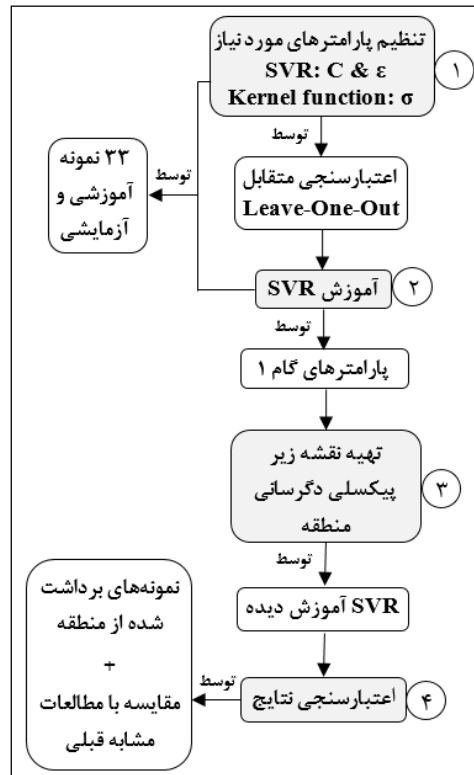 تنظیم پارامترهای مورد نیاز
SVR: C & ε
Kernel function: σ
۱
توسط
توسط
۳۳ نمونه
آموزشی و
آزمایشی
اعتبارسنجی متقابل
Leave-One-Out
آموزش SVR
۲
توسط
پارامترهای گام ۱
تهیه نقشه زیر
پیکسلی دگرسانی
منطقه
۳
توسط
SVR آموزش دیده
اعتبارسنجی نتایج
۴
توسط
نمونه‌های برداشت
شده از منطقه
+
مقایسه با مطالعات
مشابه قبلی